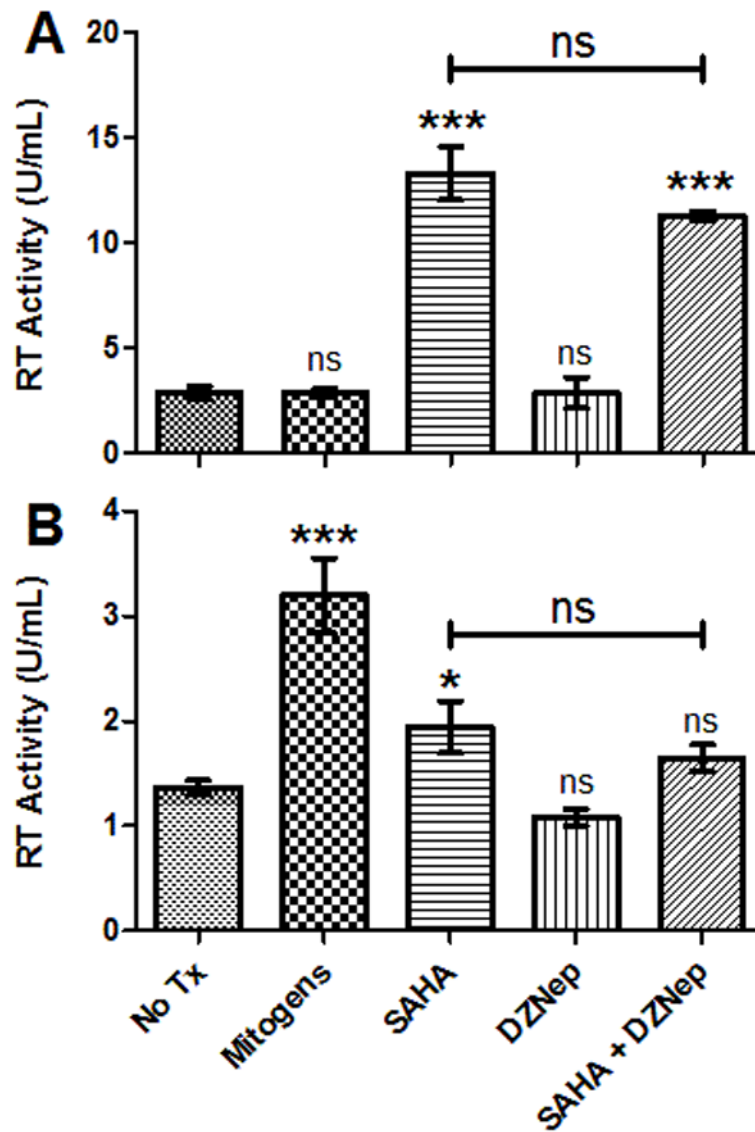 A
RT Activity (U/mL)
20
15
10
5
0
ns
***
***
ns
ns
B
RT Activity (U/mL)
4
3
2
1
0
***
ns
*
ns
ns
No Tx
Mitogens
SAHA
DZNep
SAHA + DZNep